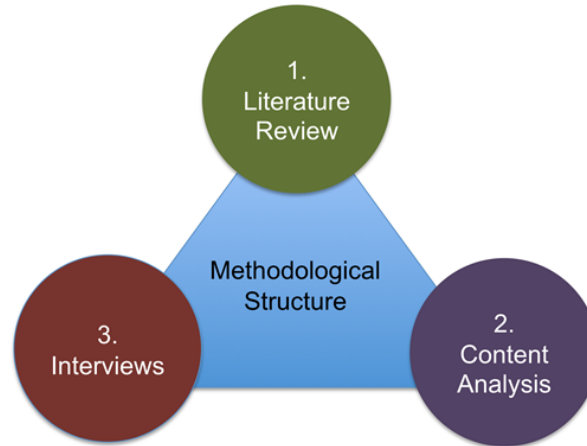 1.
Literature
Review
Methodological
Structure
3.
Interviews
2.
Content
Analysis